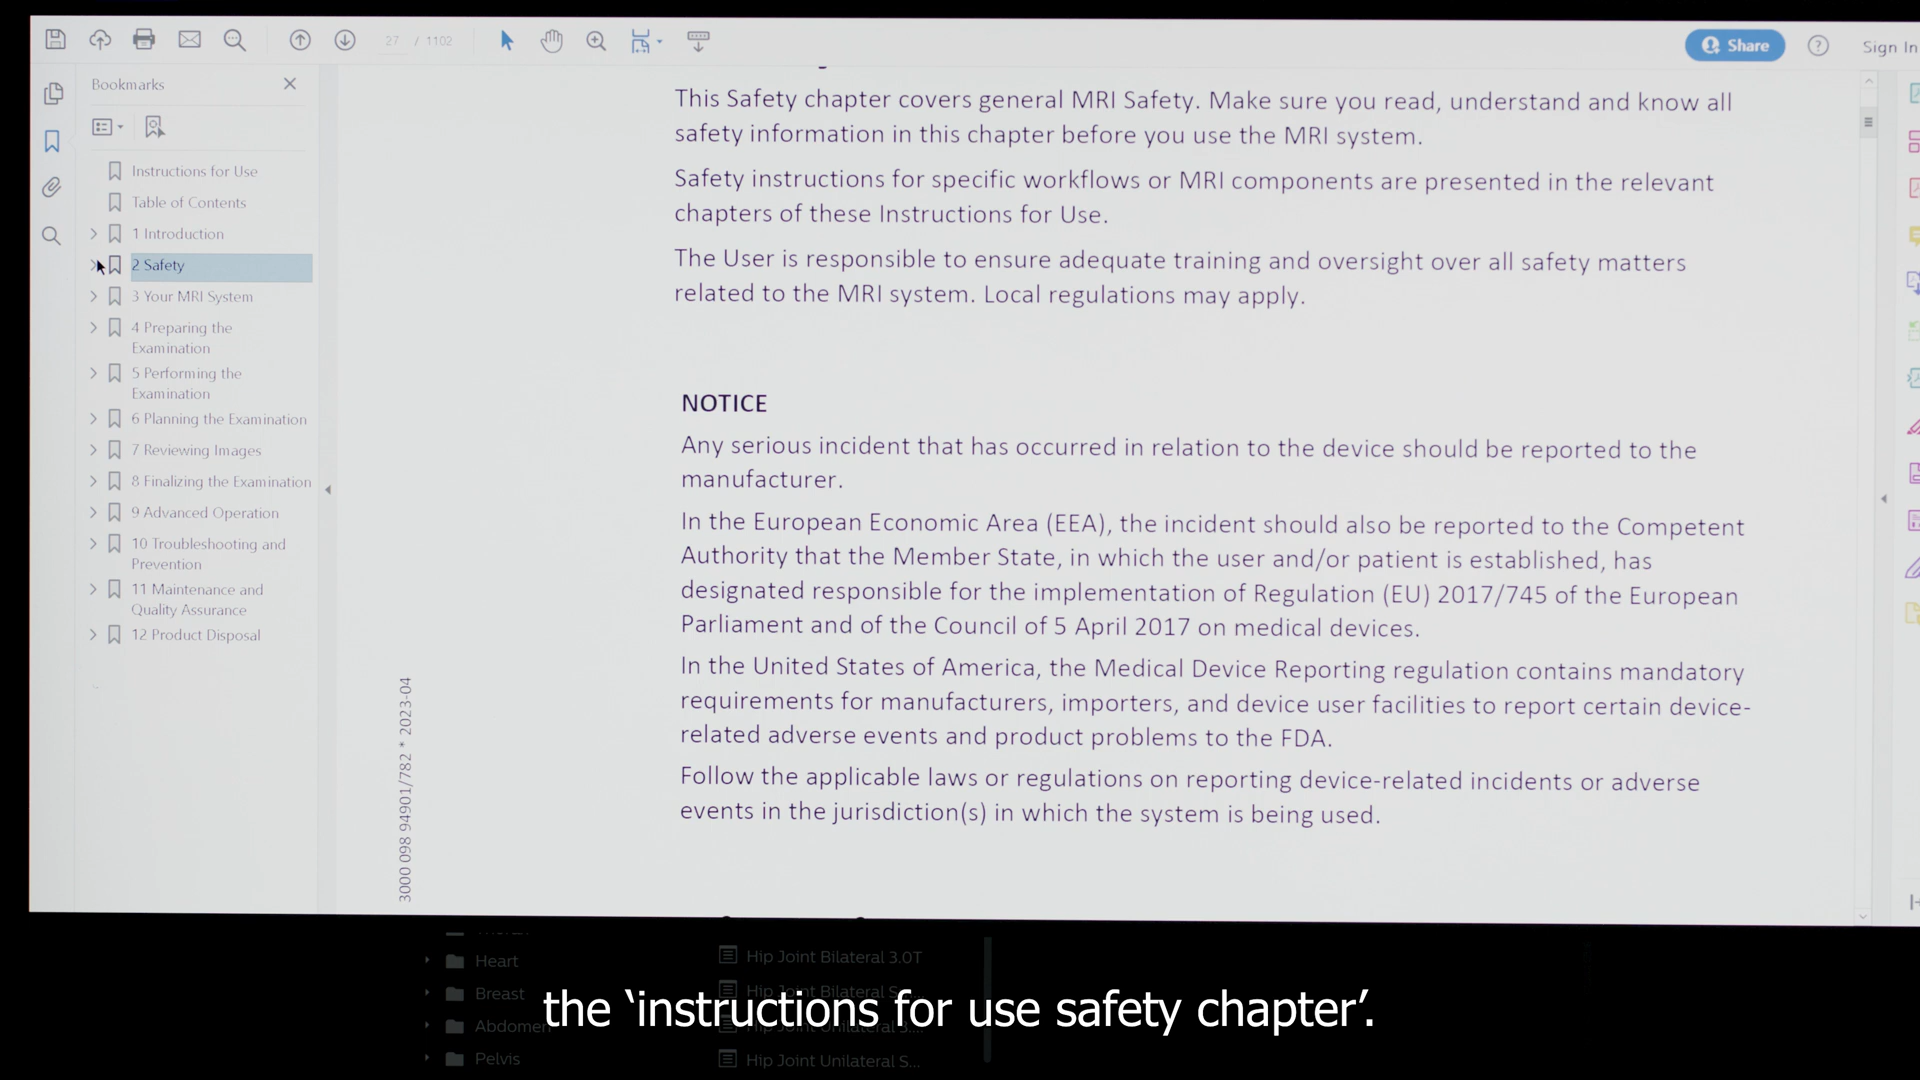 27 / 1102
Share
Sign In
Bookmarks
Instructions for Use
Table of Contents
1 Introduction
2 Safety
3 Your MRI System
4 Preparing the
Examination
5 Performing the
Examination
6 Planning the Examination
7 Reviewing Images
8 Finalizing the Examination
9 Advanced Operation
10 Troubleshooting and
Prevention
11 Maintenance and
Quality Assurance
12 Product Disposal
This Safety chapter covers general MRI Safety. Make sure you read, understand and know all
safety information in this chapter before you use the MRI system.
Safety instructions for specific workflows or MRI components are presented in the relevant
chapters of these Instructions for Use.
The User is responsible to ensure adequate training and oversight over all safety matters
related to the MRI system. Local regulations may apply.
NOTICE
Any serious incident that has occurred in relation to the device should be reported to the
manufacturer.
In the European Economic Area (EEA), the incident should also be reported to the Competent
Authority that the Member State, in which the user and/or patient is established, has
designated responsible for the implementation of Regulation (EU) 2017/745 of the European
Parliament and of the Council of 5 April 2017 on medical devices.
In the United States of America, the Medical Device Reporting regulation contains mandatory
requirements for manufacturers, importers, and device user facilities to report certain device-
related adverse events and product problems to the FDA.
Follow the applicable laws or regulations on reporting device-related incidents or adverse
events in the jurisdiction(s) in which the system is being used.
3000 098 94901/782 * 2023-04
Heart
Breast
Abdomen
Pelvis
Hip Joint Bilateral 3.0T
Hip Joint Bilateral S...
Hip Joint Unilateral 3....
Hip Joint Unilateral S...
the ‘instructions for use safety chapter’.